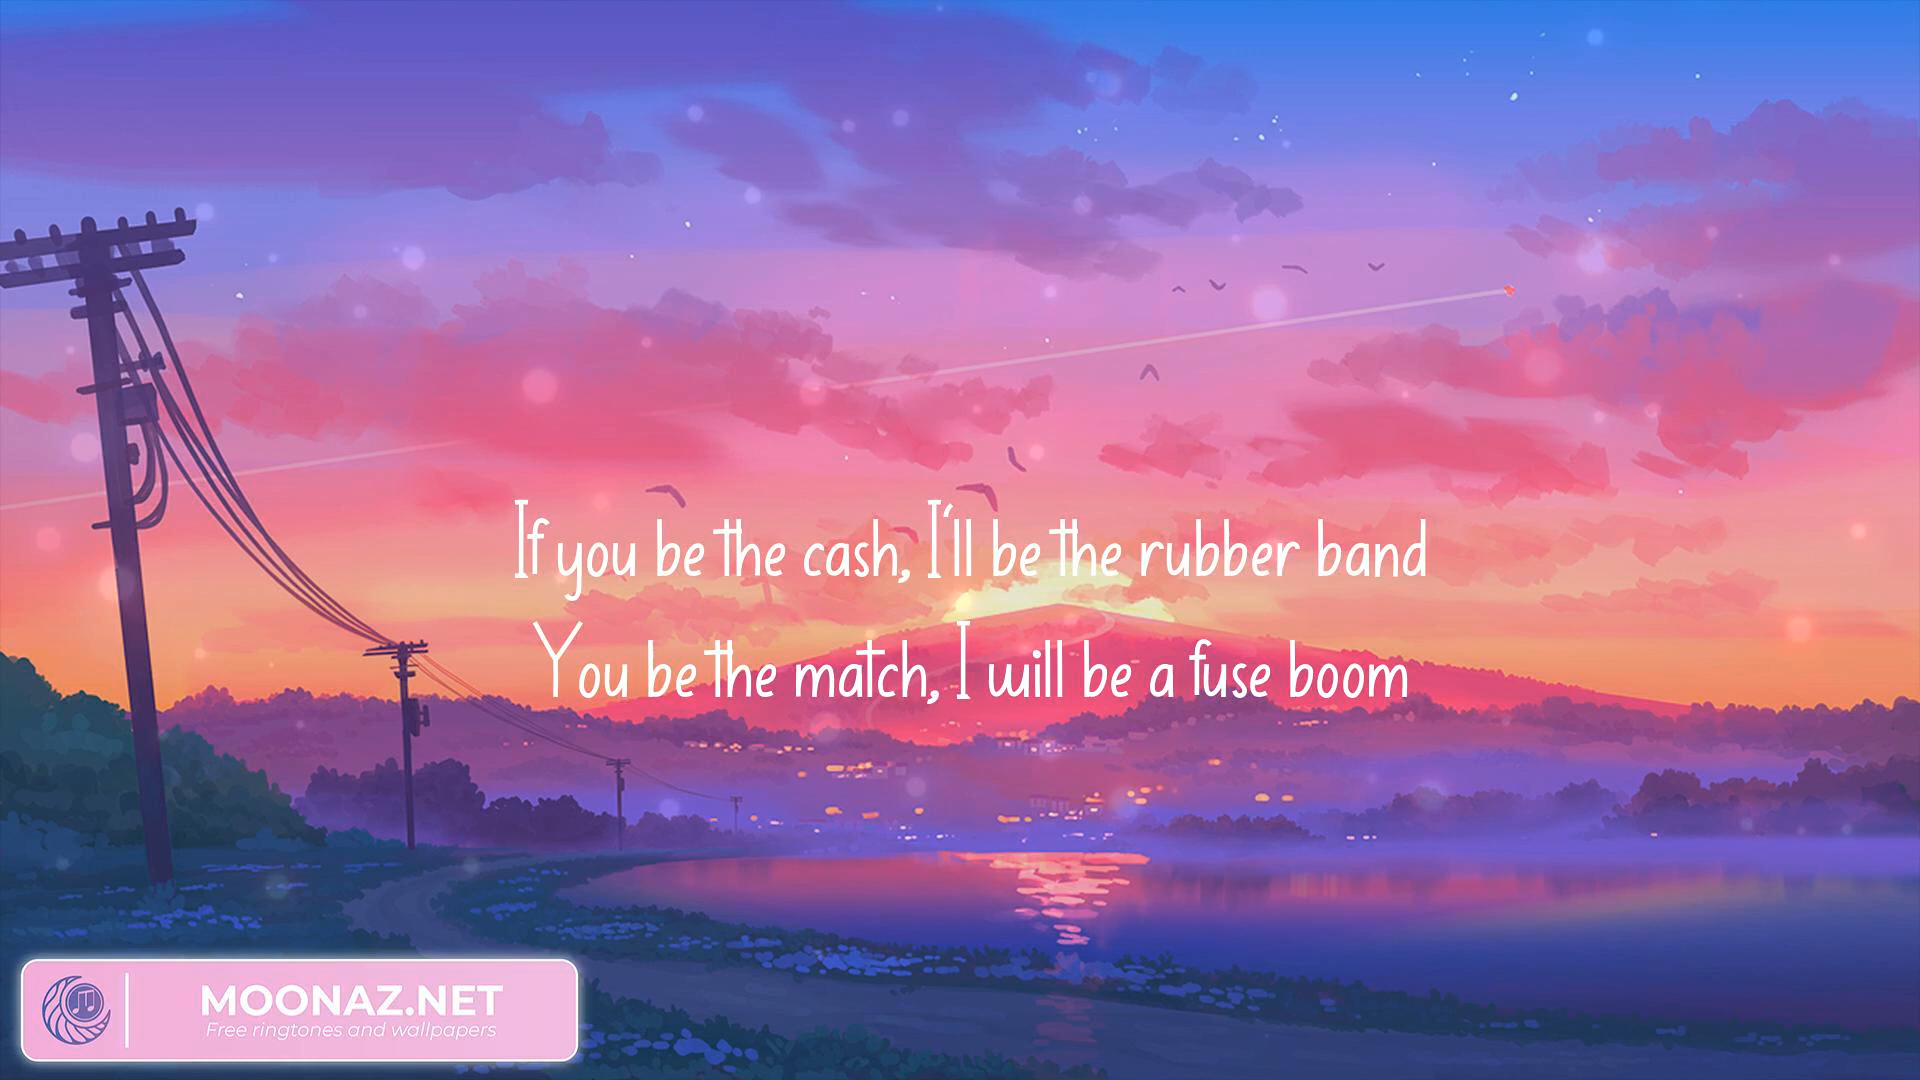 If you be the cash, I'll be the rubber band
You be the match, I will be a fuse boom
MOONAZ.NET
Free ringtones and wallpapers